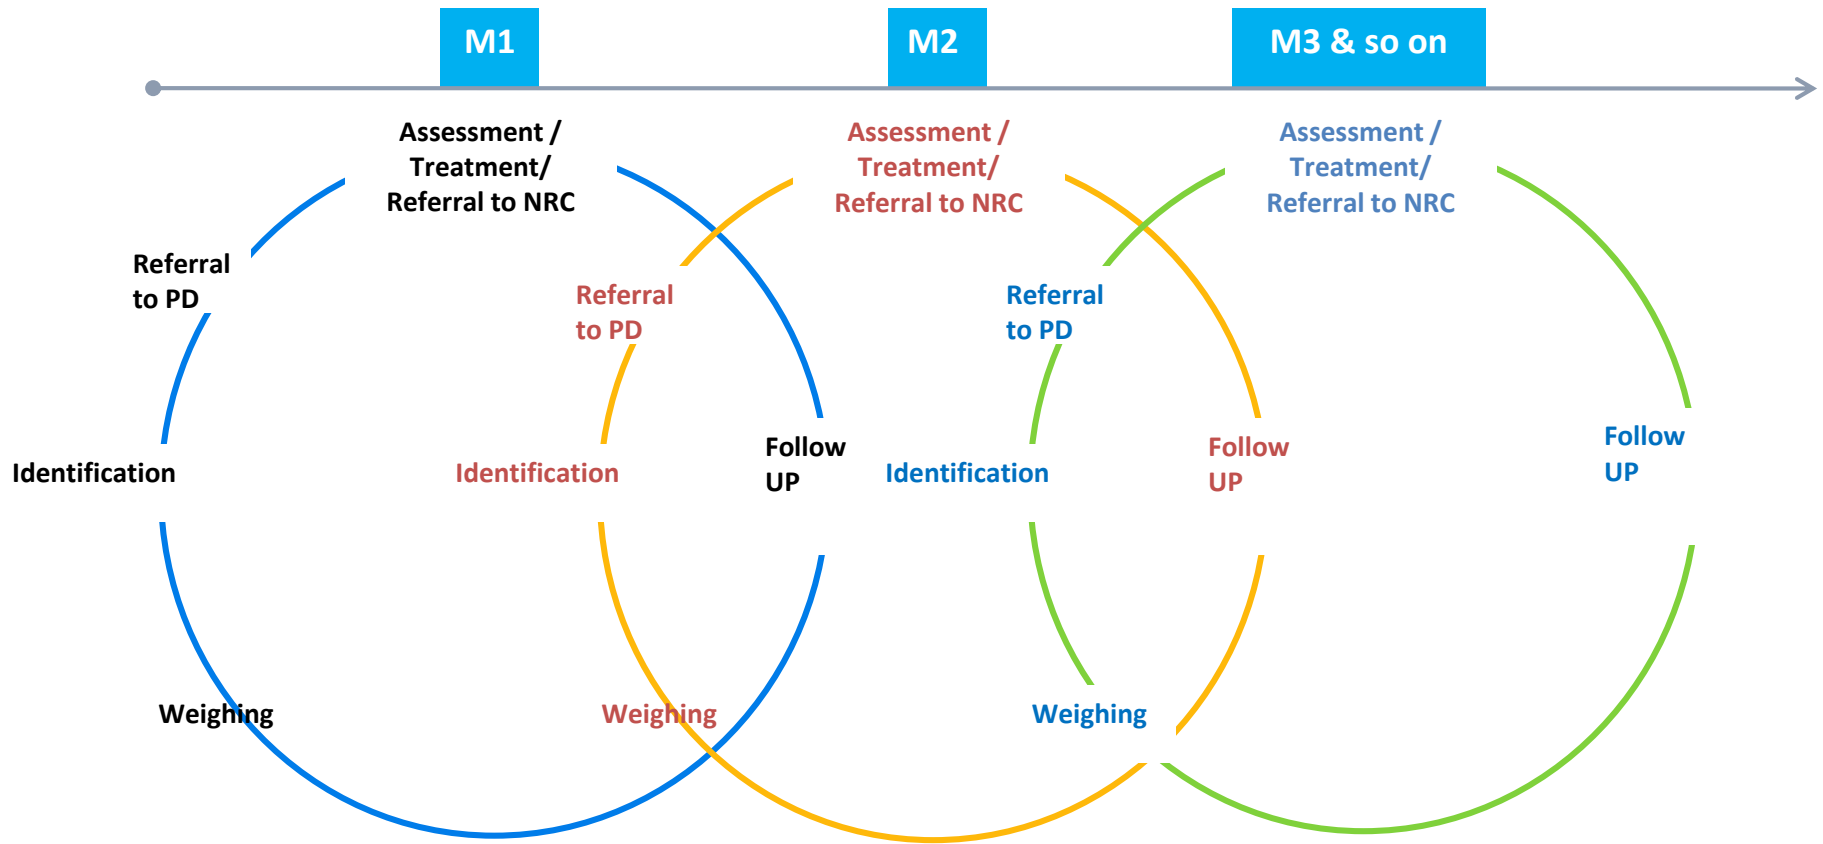 M1
M2
M3 & so on
Assessment /
Treatment/
Referral to NRC
Assessment /
Treatment/
Referral to NRC
Assessment /
Treatment/
Referral to NRC
Referral
to PD
Referral
to PD
Referral
to PD
Identification
Identification
Follow
UP
Identification
Follow
UP
Follow
UP
Weighing
Weighing
Weighing